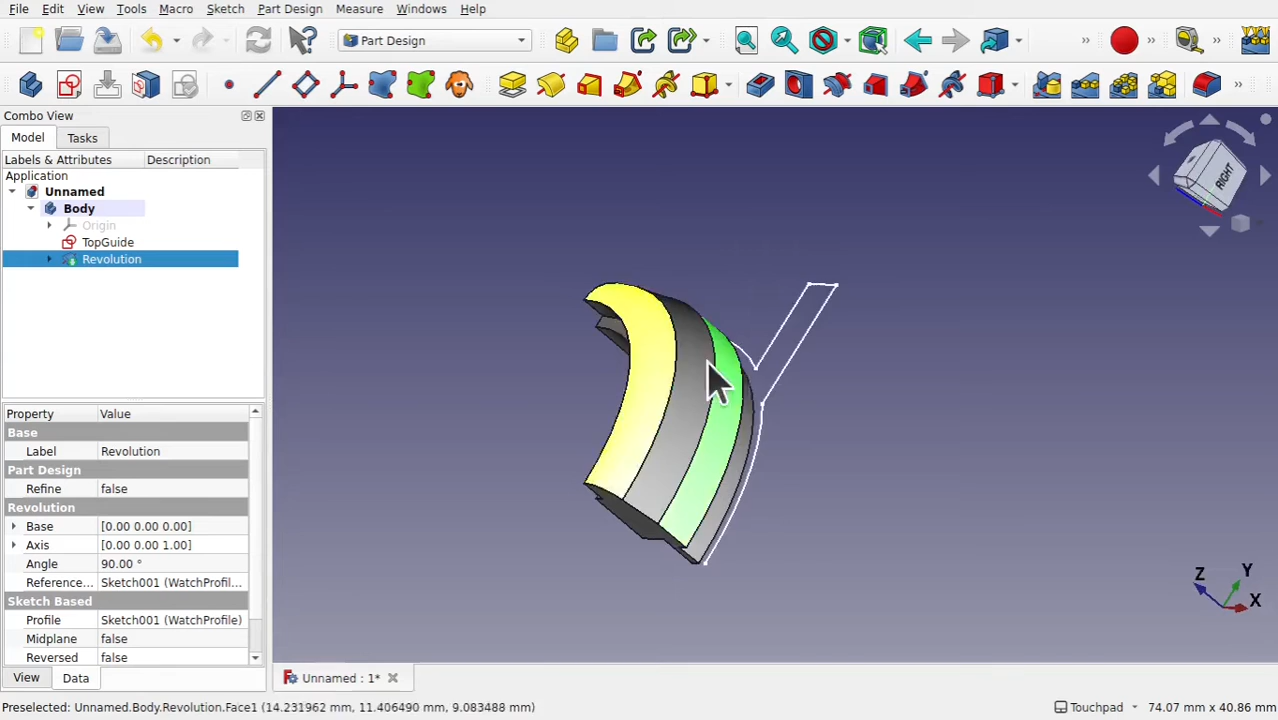 File Edit View Tools Macro Sketch Part Design Measure Windows Help
Part Design
Combo View
Model Tasks
Labels & Attributes Description
Application
Unnamed
Body
Origin
TopGuide
Revolution
RIGHT
Property Value
Base
Label Revolution
Part Design
Refine false
Revolution
Base [0.00 0.00 0.00]
Axis [0.00 0.00 1.00]
Angle 90.00 °
Reference... Sketch001 (WatchProfil...
Sketch Based
Profile Sketch001 (WatchProfile)
Midplane false
Reversed false
Z Y X
View Data
Unnamed : 1*
Preselected: Unnamed.Body.Revolution.Face1 (14.231962 mm, 11.406490 mm, 9.083488 mm) Touchpad 74.07 mm x 40.86 mm